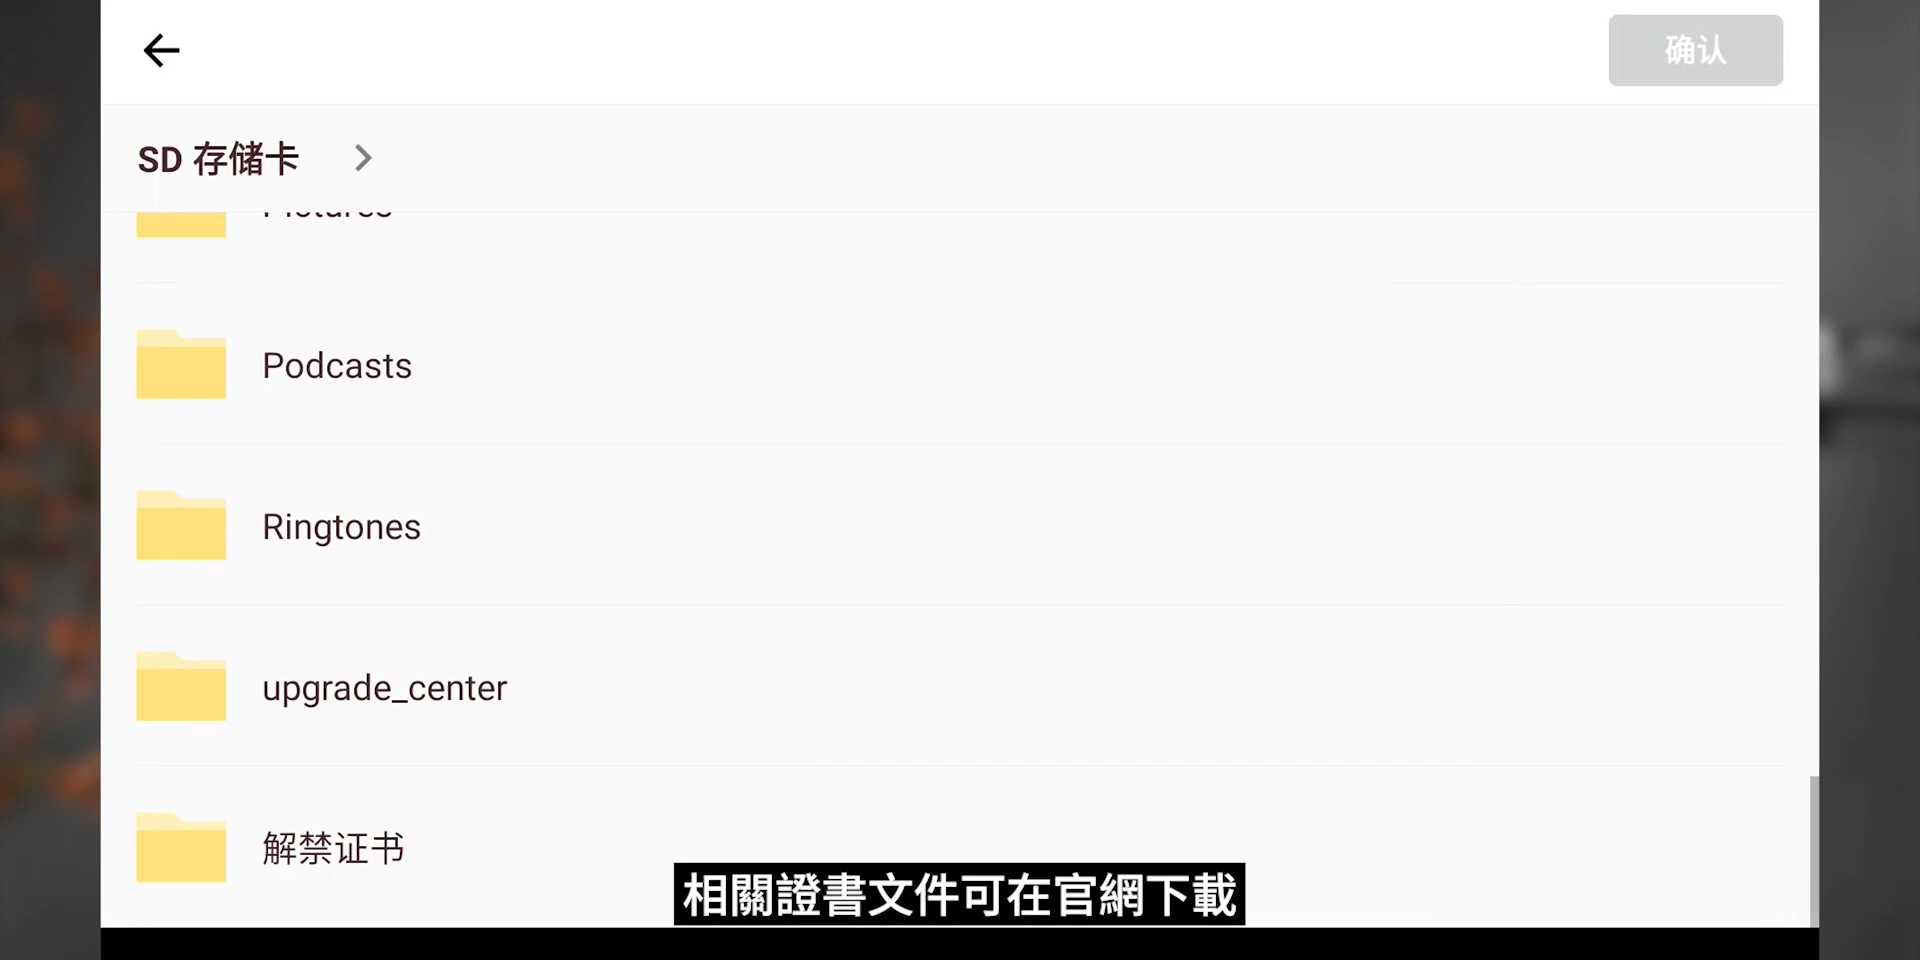 确认
SD 存储卡
Pictures
Podcasts
Ringtones
upgrade_center
解禁证书
相關證書文件可在官網下載